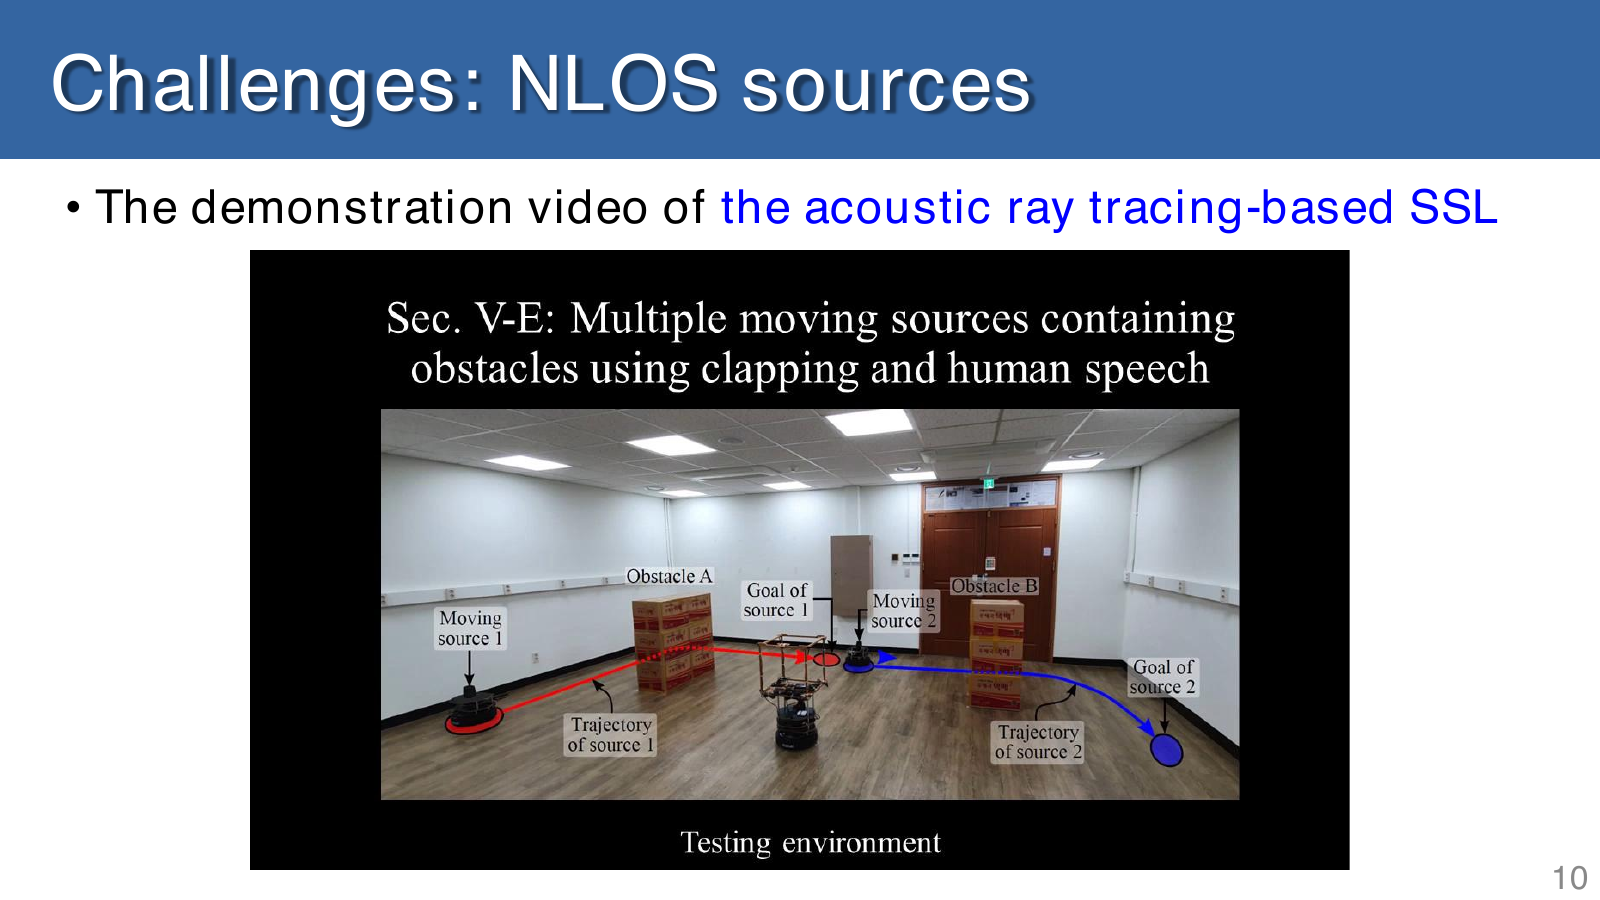 Challenges: NLOS sources
• The demonstration video of the acoustic ray tracing-based SSL
Sec. V-E: Multiple moving sources containing
obstacles using clapping and human speech
Obstacle A
Goal of
source 1
Moving
source 2
Obstacle B
Moving
source 1
Goal of
source 2
Trajectory
of source 1
Trajectory
of source 2
Testing environment
10